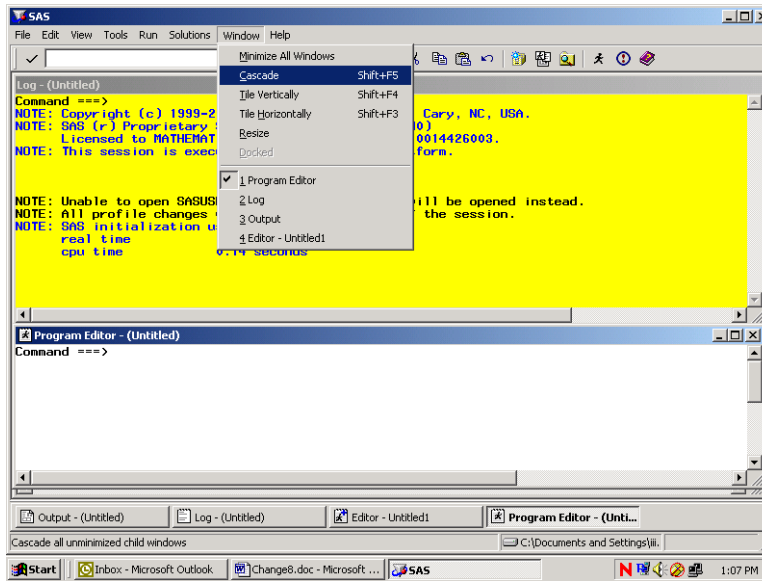 SAS
File Edit View Tools Run Solutions Window Help
Minimize All Windows
Cascade Shift+F5
Tile Vertically Shift+F4
Tile Horizontally Shift+F3
Resize
Docked
1 Program Editor
2 Log
3 Output
4 Editor - Untitled1
Log - (Untitled)
Command ===>
NOTE: Copyright (c) 1999-2 Cary, NC, USA.
NOTE: SAS (r) Proprietary
Licensed to MATHEMAT 0014426003.
NOTE: This session is exec form.
NOTE: Unable to open SASUS ill be opened instead.
NOTE: All profile changes f the session.
NOTE: SAS initialization u
real time
cpu time 0.14 seconds
Program Editor - (Untitled)
Command ===>
Output - (Untitled) Log - (Untitled) Editor - Untitled1 Program Editor - (Unti...
Cascade all unminimized child windows C:\Documents and Settings\iii.
Start Inbox - Microsoft Outlook Change8.doc - Microsoft ... SAS 1:07 PM